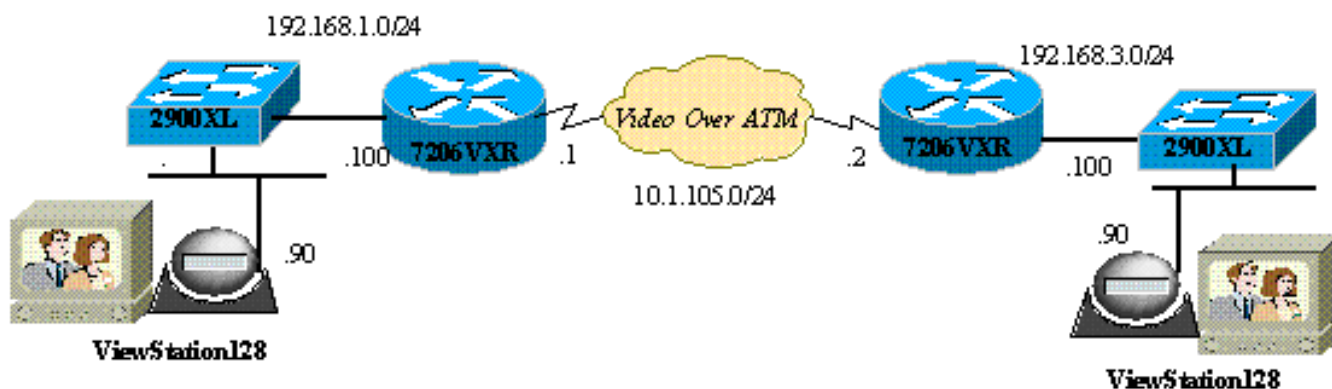 192.168.1.0/24
192.168.3.0/24
2900XL
7206VXR
Video Over ATM
7206VXR
2900XL
.
.100
.1
.2
.100
10.1.105.0/24
.90
.90
ViewStation128
ViewStation128